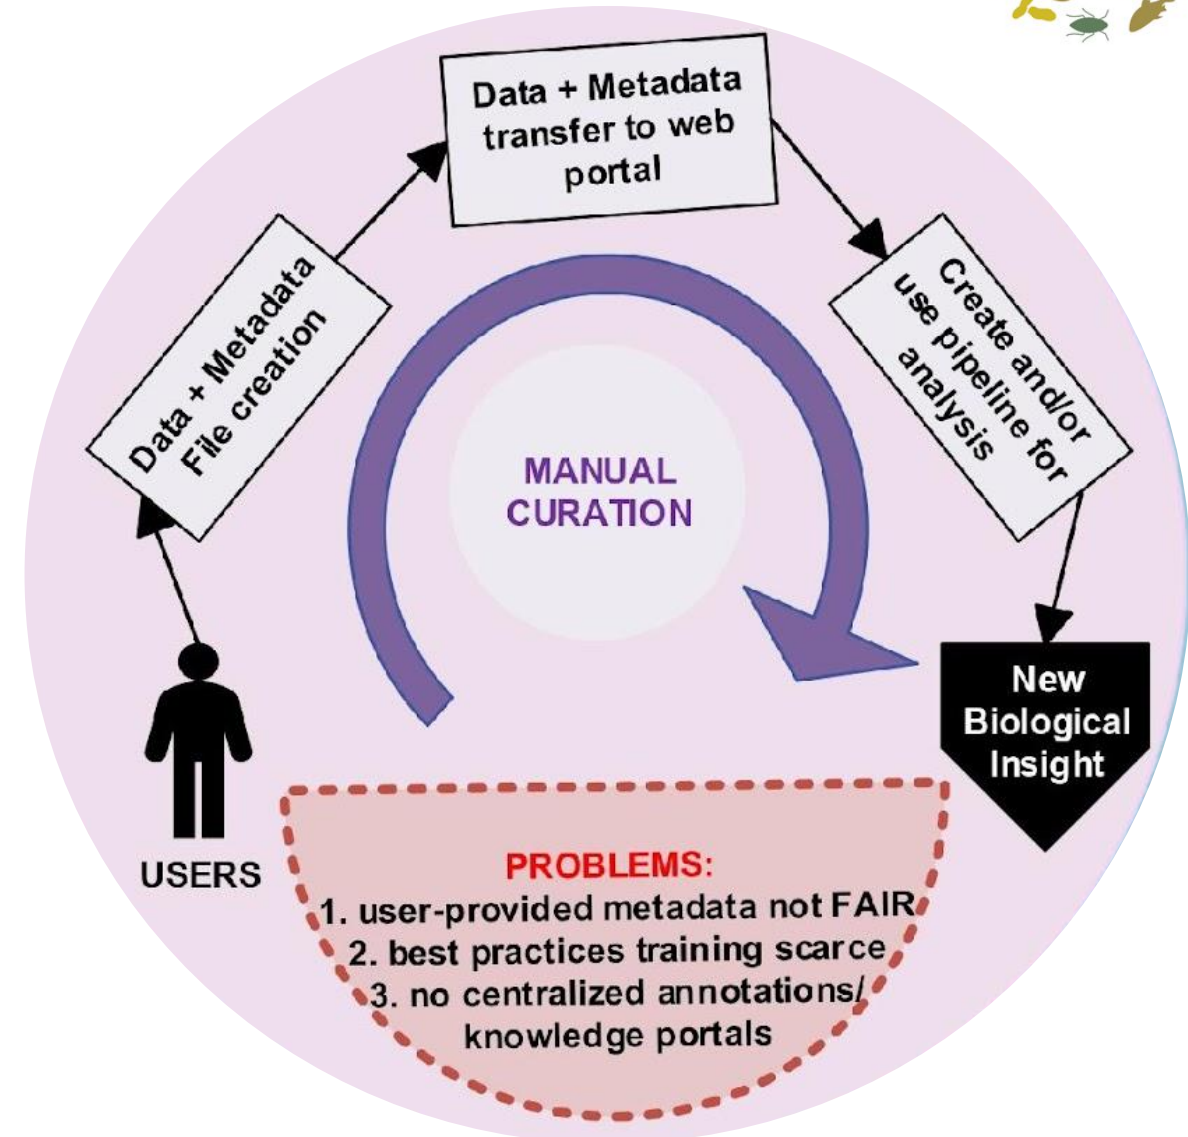 Data + Metadata
transfer to web
portal
Data + Metadata
File creation
Create and/or
use pipeline for
analysis
MANUAL
CURATION
New
Biological
Insight
USERS
PROBLEMS:
1. user-provided metadata not FAIR
2. best practices training scarce
3. no centralized annotations/
knowledge portals